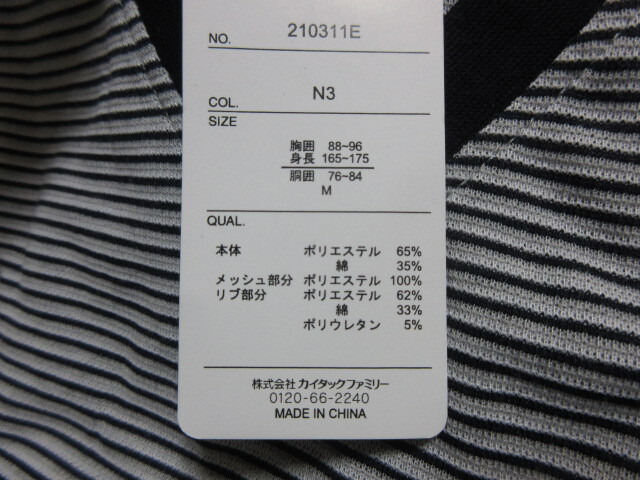 NO. 210311E
COL. N3
SIZE
胸囲 88~96
身長 165~175
胴囲 76~84
M
QUAL.
本体 ポリエステル 65%
綿 35%
メッシュ部分 ポリエステル 100%
リブ部分 ポリエステル 62%
綿 33%
ポリウレタン 5%
株式会社 カイタックファミリー
0120-66-2240
MADE IN CHINA